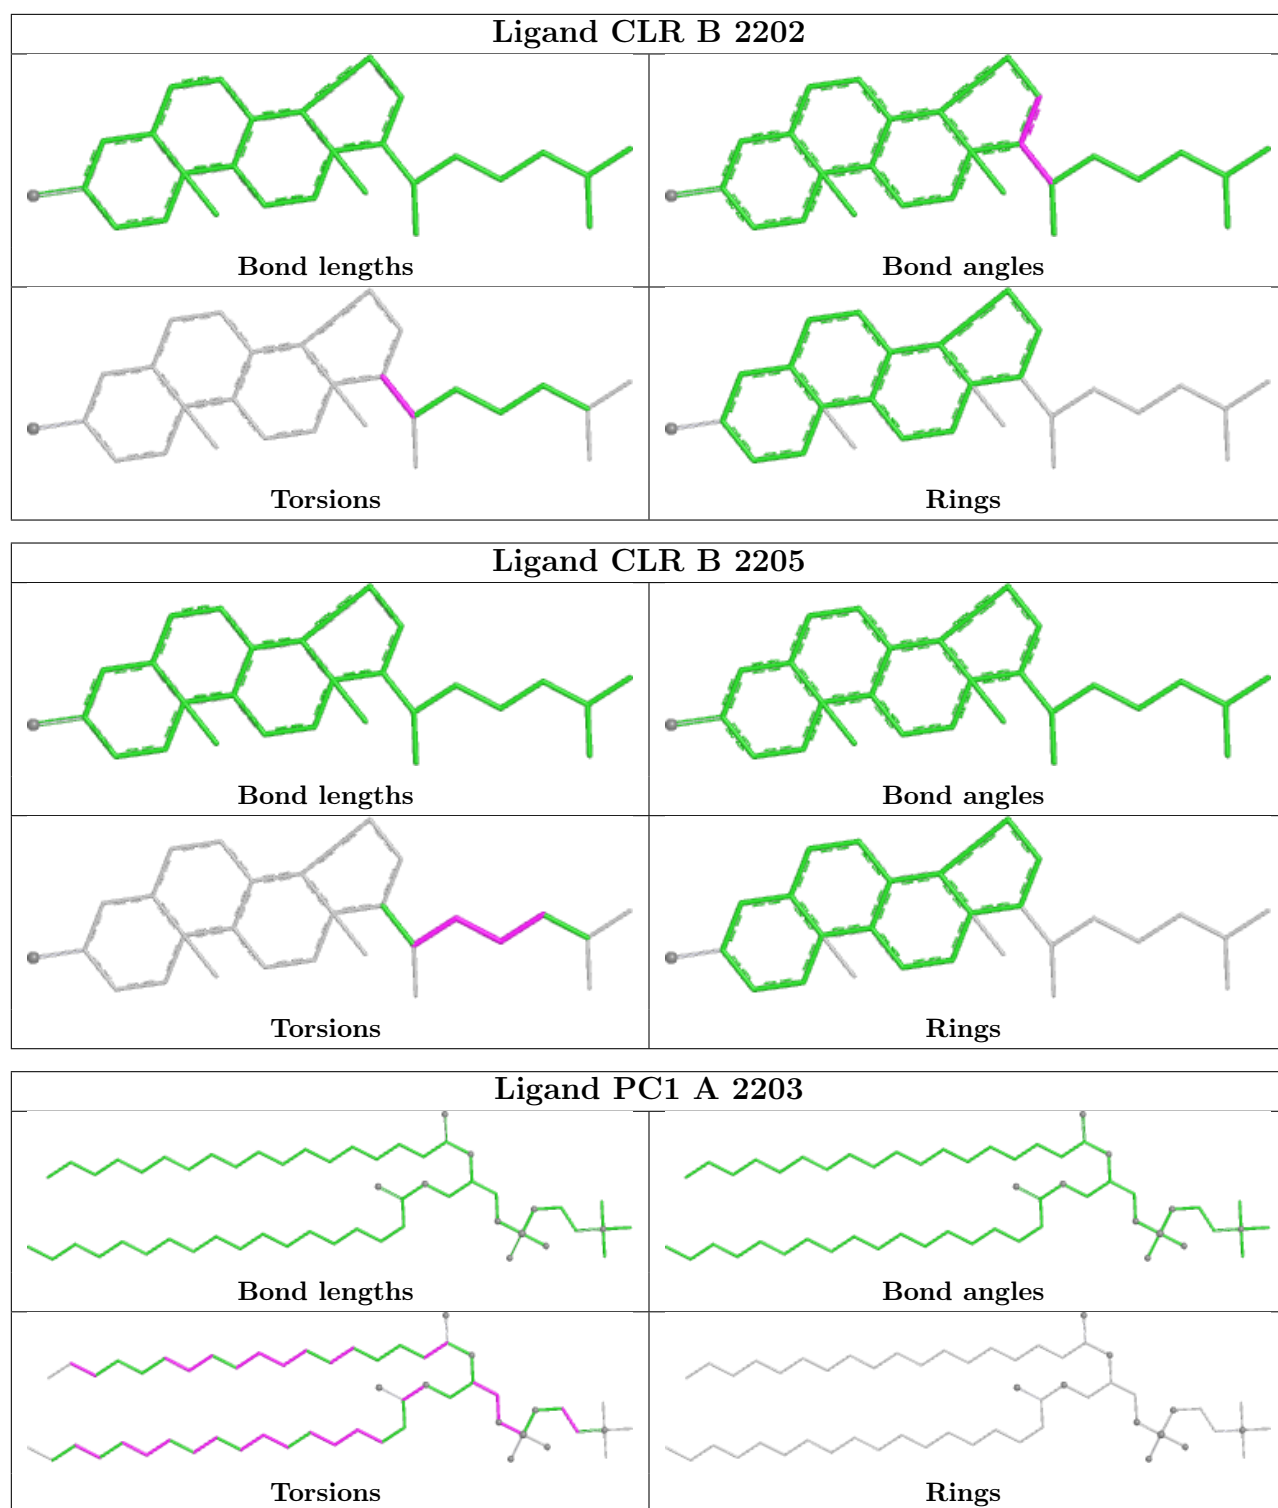 Ligand CLR B 2202
Bond lengths
Bond angles
Torsions
Rings
Ligand CLR B 2205
Bond lengths
Bond angles
Torsions
Rings
Ligand PC1 A 2203
Bond lengths
Bond angles
Torsions
Rings